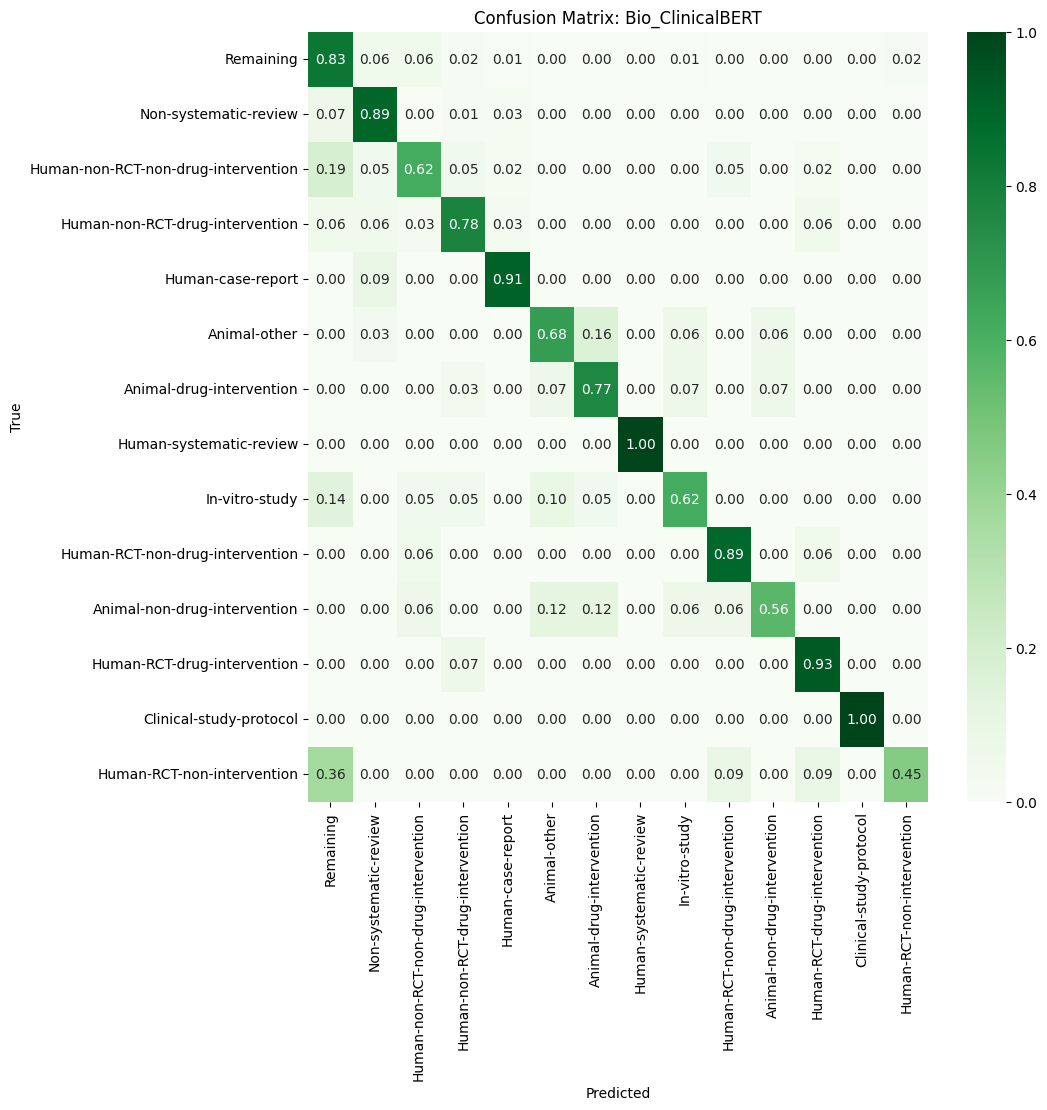 Confusion Matrix: Bio_ClinicalBERT
Remaining 0.83 0.06 0.06 0.02 0.01 0.00 0.00 0.00 0.01 0.00 0.00 0.00 0.00 0.02
Non-systematic-review 0.07 0.89 0.00 0.01 0.03 0.00 0.00 0.00 0.00 0.00 0.00 0.00 0.00 0.00
Human-non-RCT-non-drug-intervention 0.19 0.05 0.62 0.05 0.02 0.00 0.00 0.00 0.00 0.05 0.00 0.02 0.00 0.00
Human-non-RCT-drug-intervention 0.06 0.06 0.03 0.78 0.03 0.00 0.00 0.00 0.00 0.00 0.00 0.06 0.00 0.00
Human-case-report 0.00 0.09 0.00 0.00 0.91 0.00 0.00 0.00 0.00 0.00 0.00 0.00 0.00 0.00
Animal-other 0.00 0.03 0.00 0.00 0.00 0.68 0.16 0.00 0.06 0.00 0.06 0.00 0.00 0.00
Animal-drug-intervention 0.00 0.00 0.00 0.03 0.00 0.07 0.77 0.00 0.07 0.00 0.07 0.00 0.00 0.00
Human-systematic-review 0.00 0.00 0.00 0.00 0.00 0.00 0.00 1.00 0.00 0.00 0.00 0.00 0.00 0.00
In-vitro-study 0.14 0.00 0.05 0.05 0.00 0.10 0.05 0.00 0.62 0.00 0.00 0.00 0.00 0.00
Human-RCT-non-drug-intervention 0.00 0.00 0.06 0.00 0.00 0.00 0.00 0.00 0.00 0.89 0.00 0.06 0.00 0.00
Animal-non-drug-intervention 0.00 0.00 0.06 0.00 0.00 0.12 0.12 0.00 0.06 0.06 0.56 0.00 0.00 0.00
Human-RCT-drug-intervention 0.00 0.00 0.00 0.07 0.00 0.00 0.00 0.00 0.00 0.00 0.00 0.93 0.00 0.00
Clinical-study-protocol 0.00 0.00 0.00 0.00 0.00 0.00 0.00 0.00 0.00 0.00 0.00 0.00 1.00 0.00
Human-RCT-non-intervention 0.36 0.00 0.00 0.00 0.00 0.00 0.00 0.00 0.00 0.09 0.00 0.09 0.00 0.45
True
Remaining
Non-systematic-review
Human-non-RCT-non-drug-intervention
Human-non-RCT-drug-intervention
Human-case-report
Animal-other
Animal-drug-intervention
Human-systematic-review
In-vitro-study
Human-RCT-non-drug-intervention
Animal-non-drug-intervention
Human-RCT-drug-intervention
Clinical-study-protocol
Human-RCT-non-intervention
Predicted
1.0
0.8
0.6
0.4
0.2
0.0